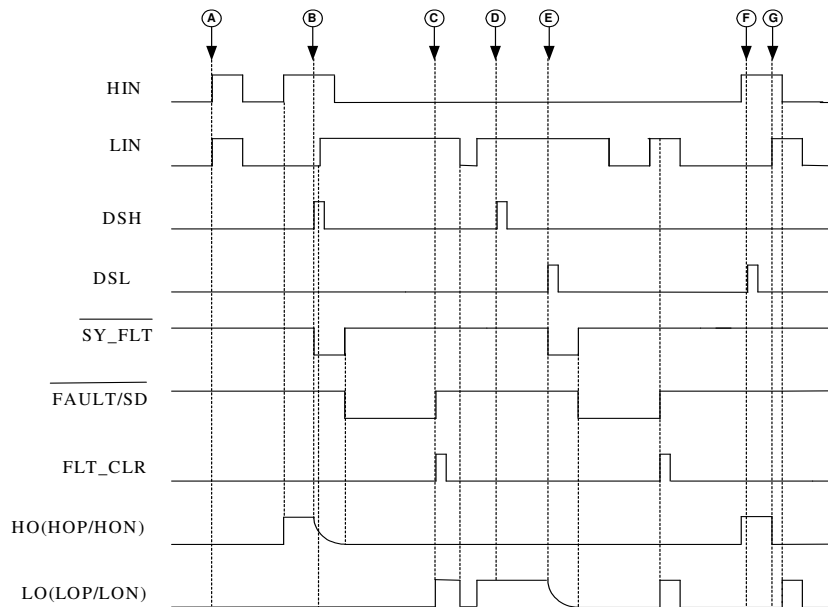 A B C D E F G
HIN
LIN
DSH
DSL
SY_FLT
FAULT/SD
FLT_CLR
HO(HOP/HON)
LO(LOP/LON)